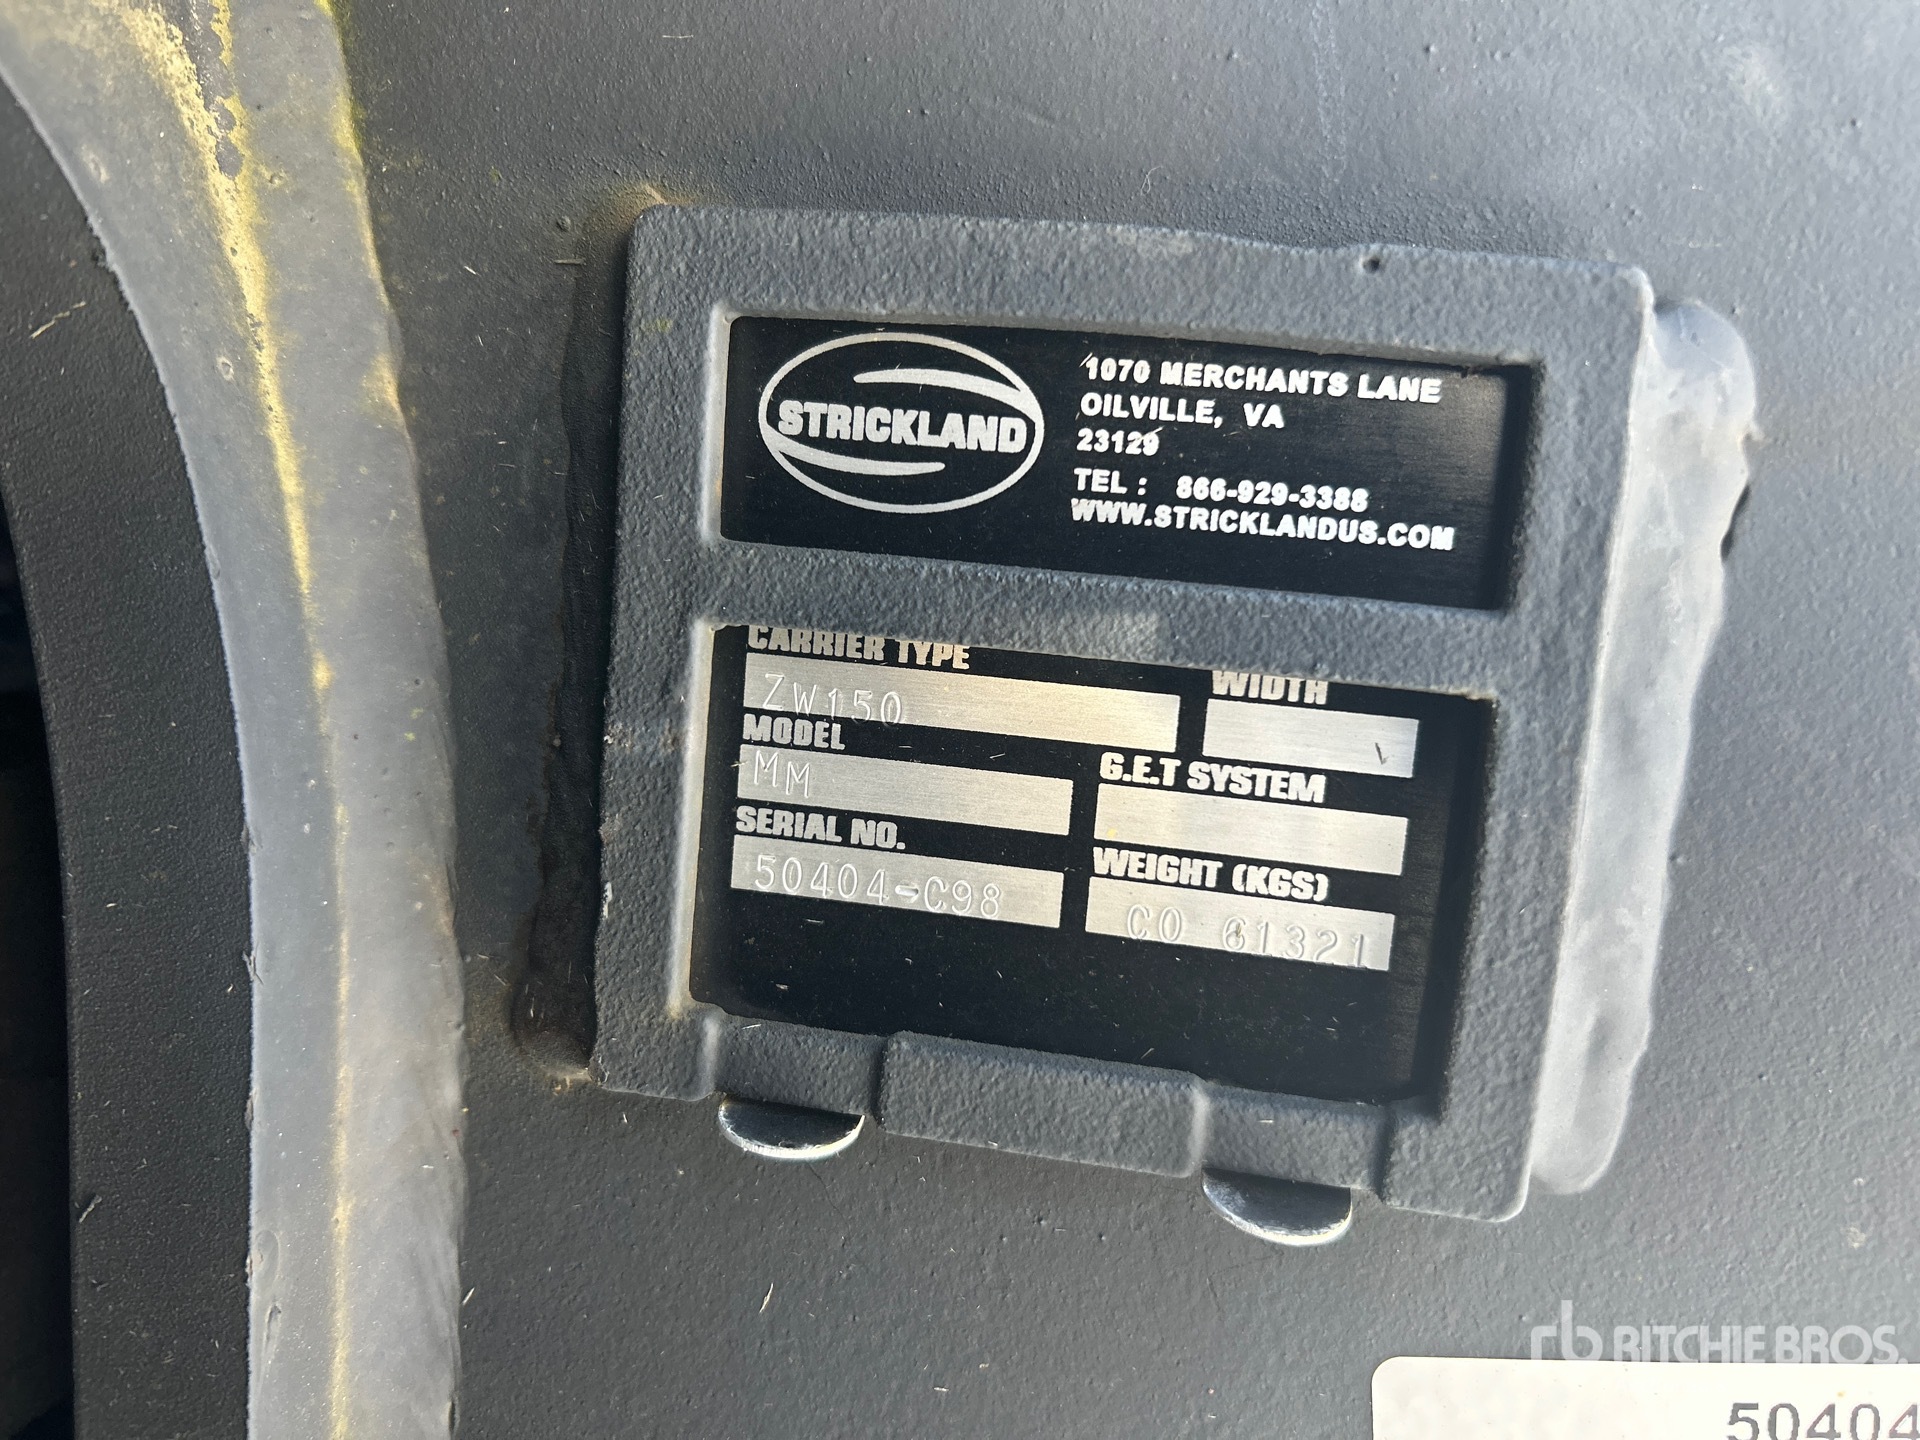 STRICKLAND
1070 MERCHANTS LANE
OILVILLE, VA
23129
TEL : 866-929-3388
WWW.STRICKLANDUS.COM
CARRIER TYPE
ZW150
WIDTH
MODEL
MM
G.E.T SYSTEM
SERIAL NO.
50404-C98
WEIGHT (KGS)
CO 61321
rb RITCHIE BROS.
50404